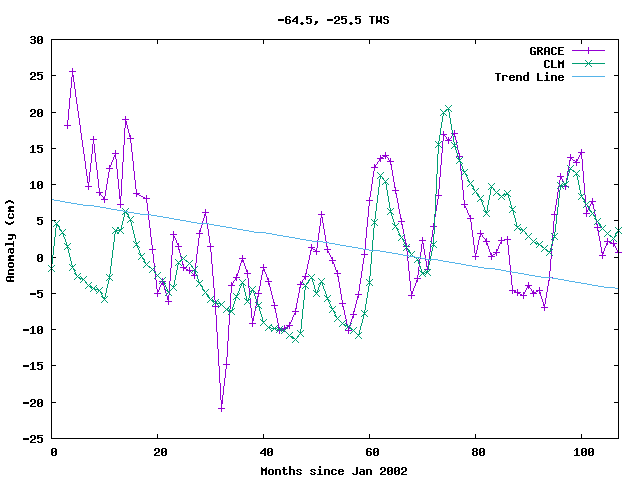 -64.5, -25.5 TWS
GRACE
CLM
Trend Line
30
25
20
15
10
5
0
-5
-10
-15
-20
-25
Anomaly (cm)
0 20 40 60 80 100
Months since Jan 2002